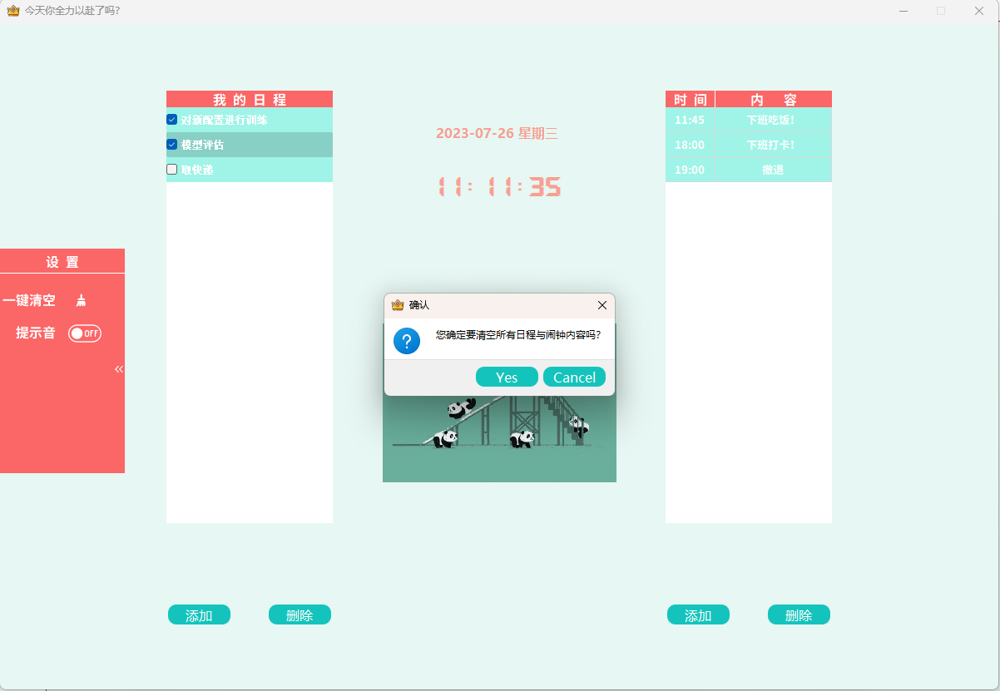 今天你全力以赴了吗?
我 的 日 程
对新配置进行训练
模型评估
取快递
2023-07-26 星期三
11:11:35
时 间 内 容
11:45 下班吃饭!
18:00 下班打卡!
19:00 撤退
设 置
一键清空
提示音 OFF
确认
您确定要清空所有日程与闹钟内容吗?
Yes Cancel
添加 删除
添加 删除